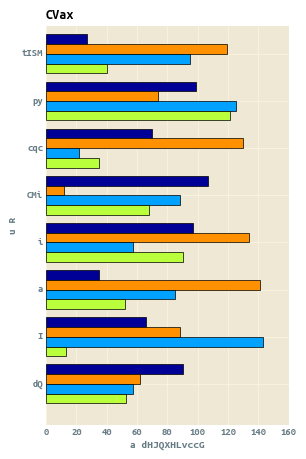 CVax
tISM
py
cqc
CMi
i
a
I
dQ
u R
0 20 40 60 80 100 120 140 160
a dHJQXHLvccG